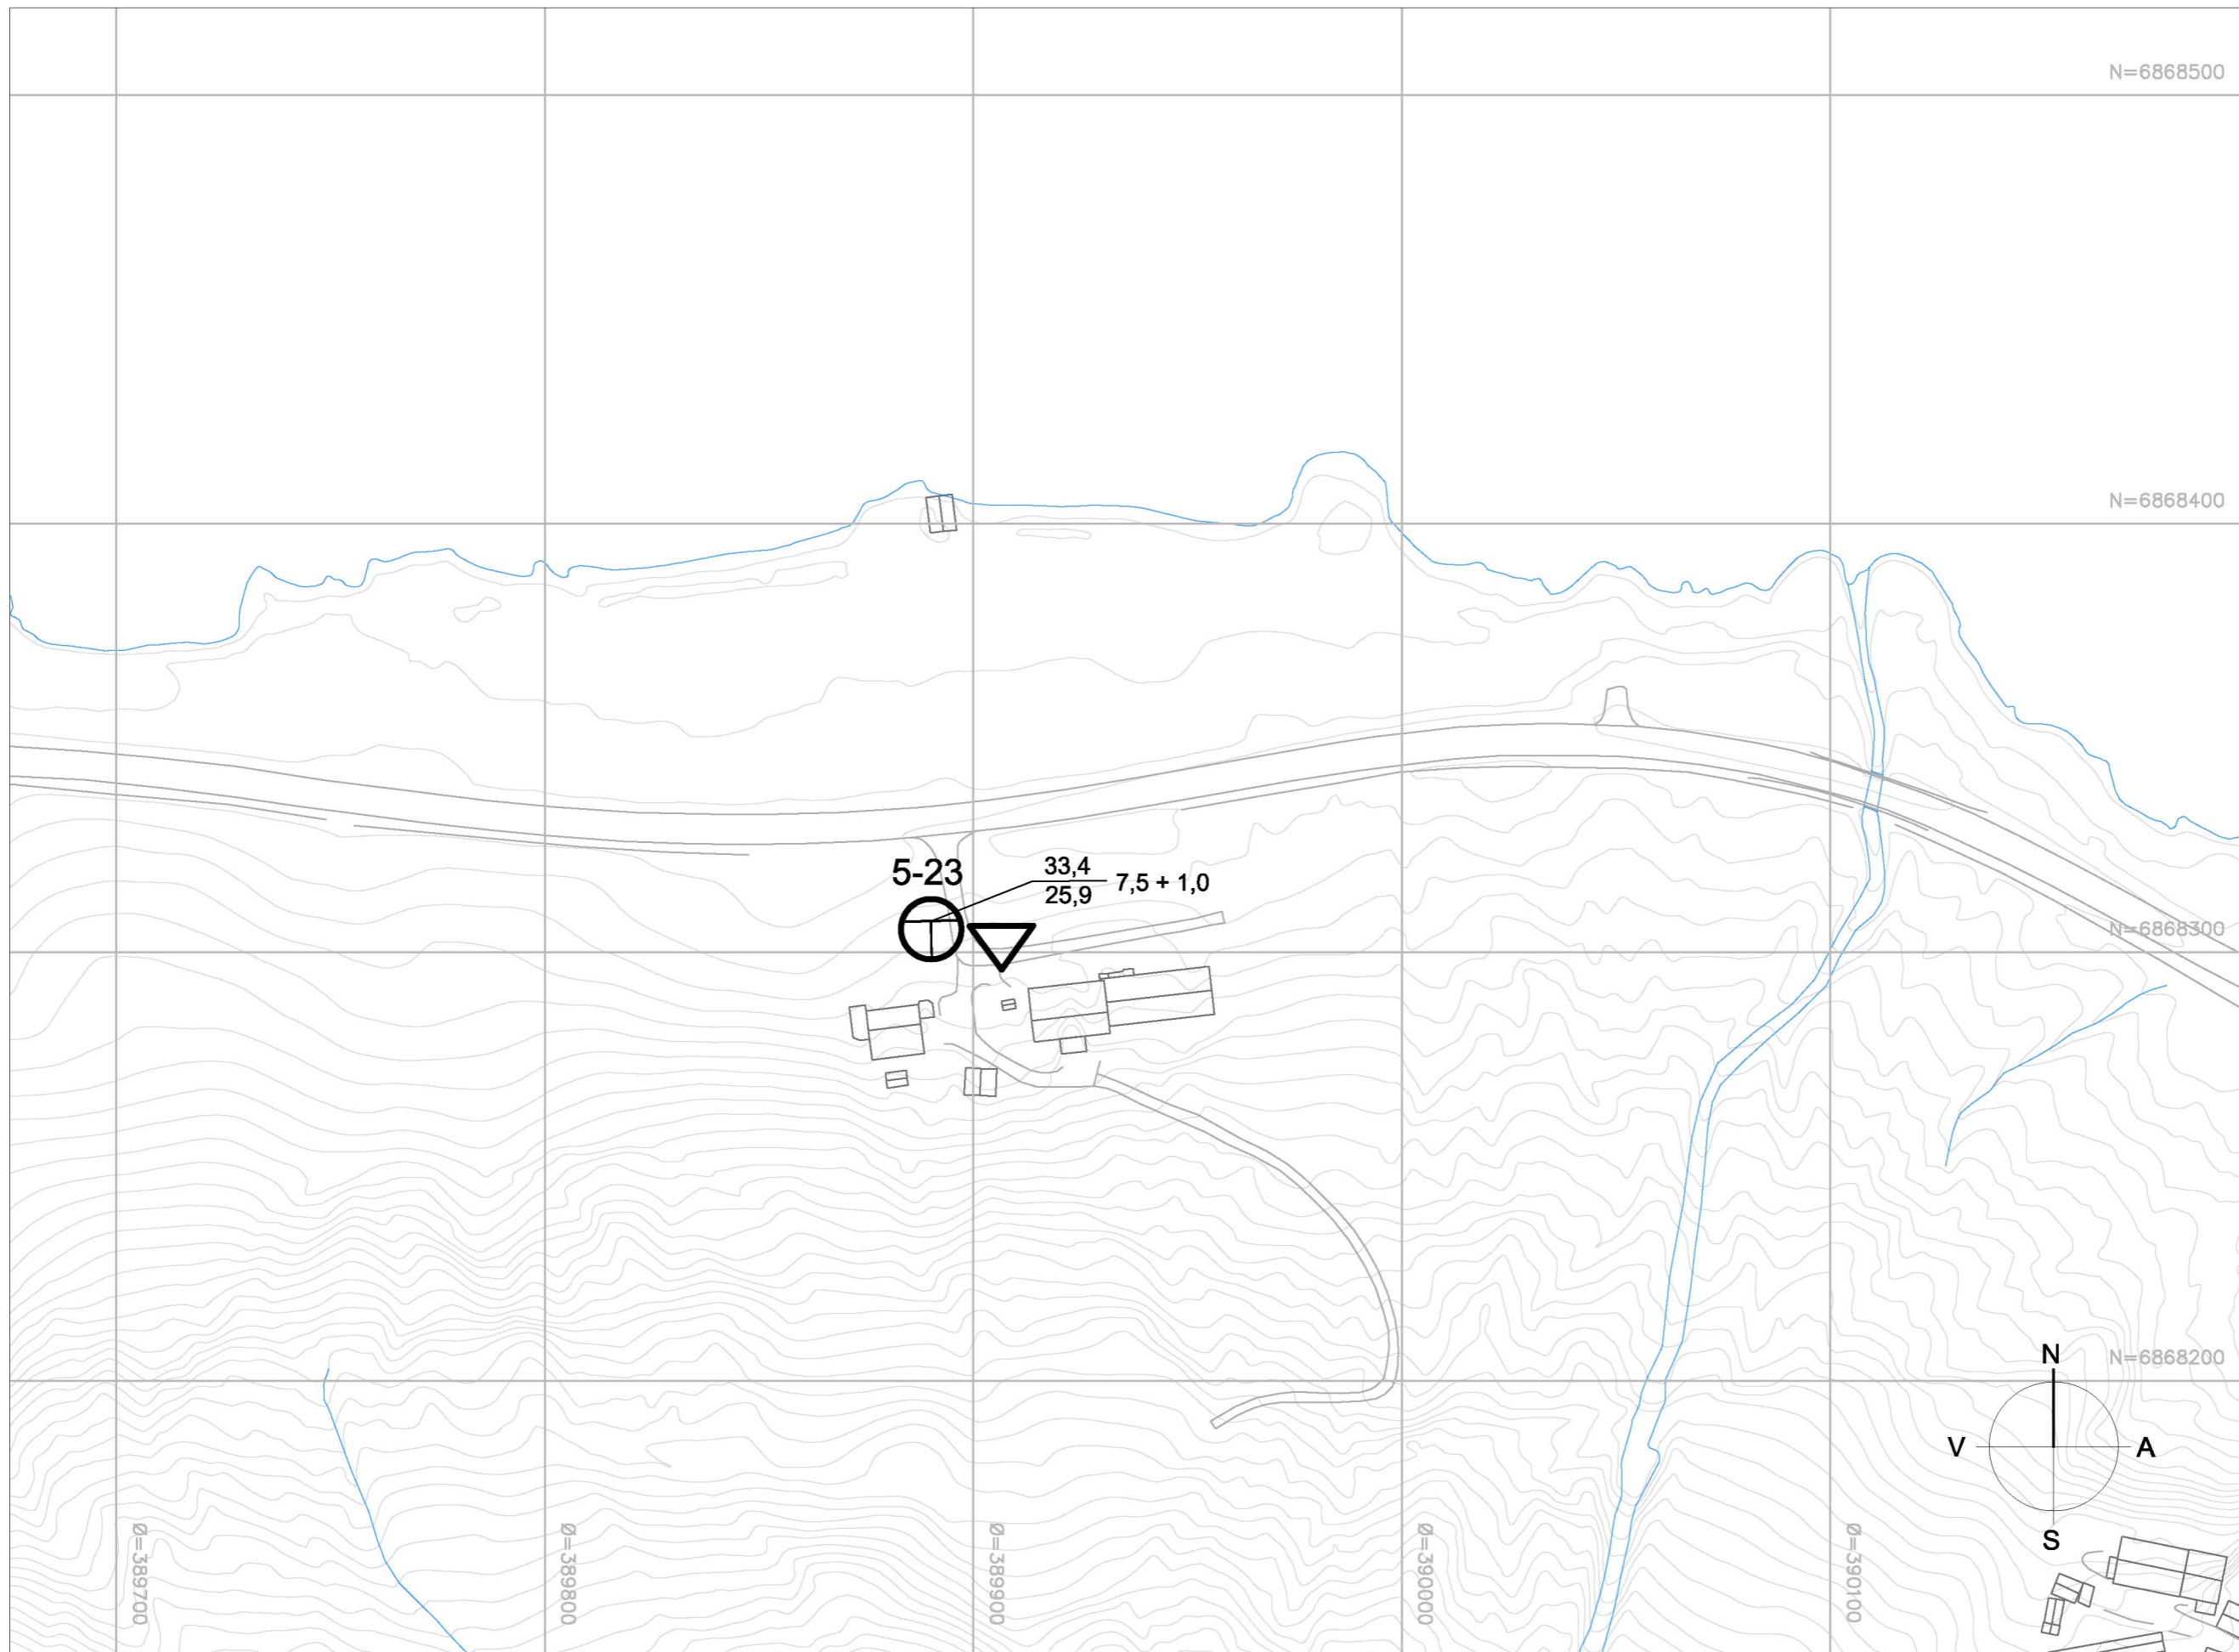 N=6868500
N=6868400
5-23
33,4
25,9
7,5 + 1,0
N=6868300
N=6868200
N
V
A
S
Ø=389700
Ø=389800
Ø=389900
Ø=390000
Ø=390100